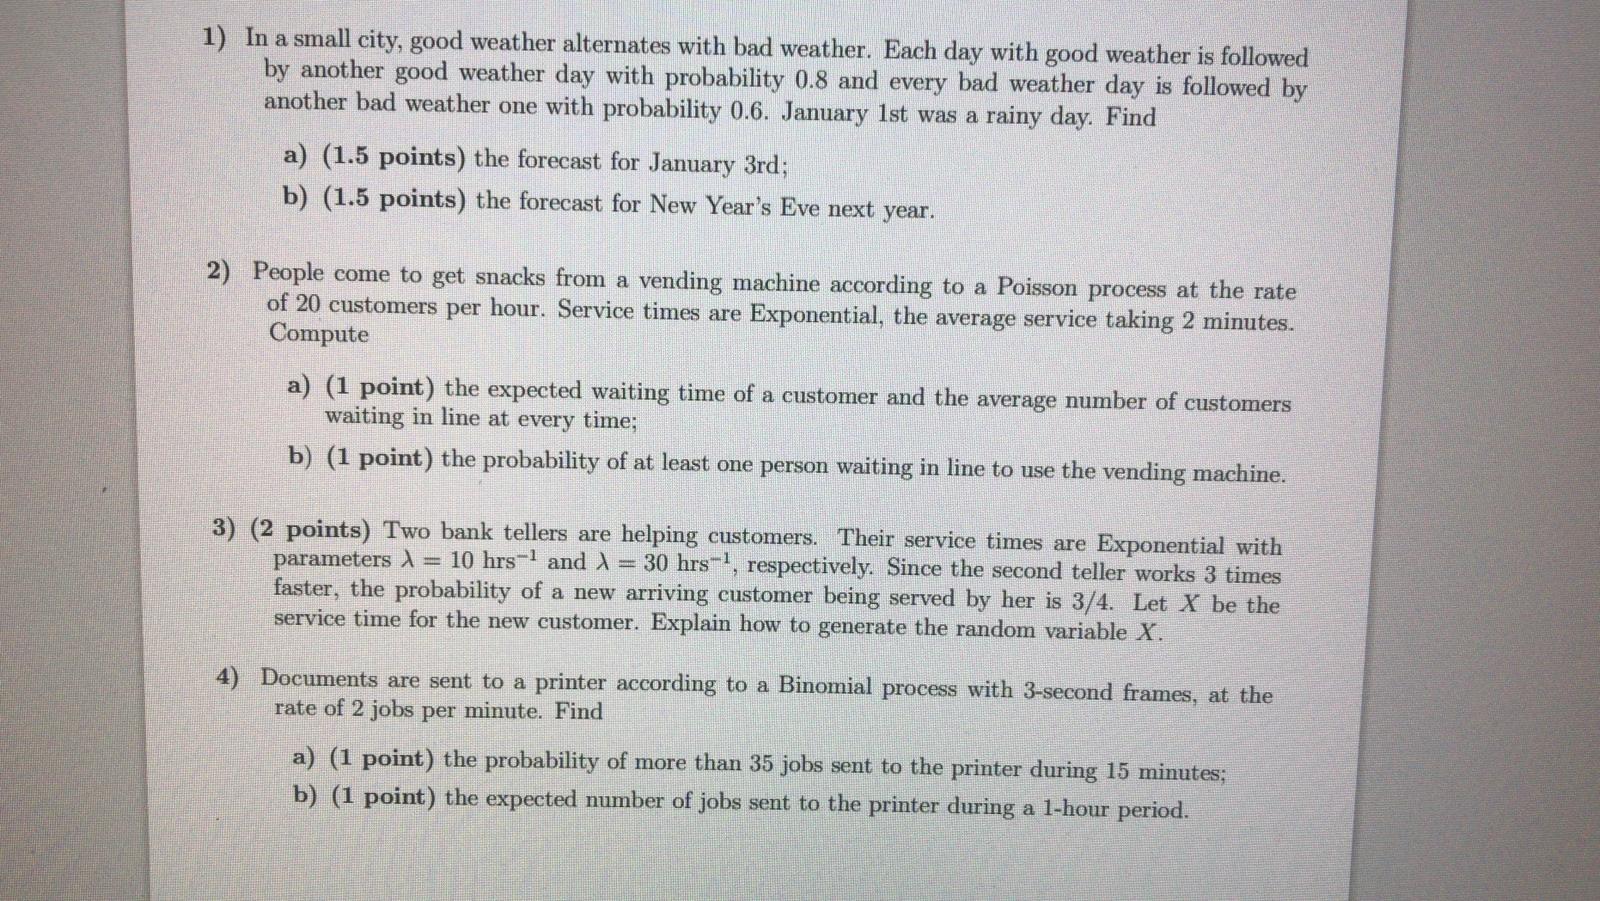 1) In a small city, good weather alternates with bad weather. Each day with good weather is followed
by another good weather day with probability 0.8 and every bad weather day is followed by
another bad weather one with probability 0.6. January 1st was a rainy day. Find
a) (1.5 points) the forecast for January 3rd;
b) (1.5 points) the forecast for New Year's Eve next year.
2) People come to get snacks from a vending machine according to a Poisson process at the rate
of 20 customers per hour. Service times are Exponential, the average service taking 2 minutes.
Compute
a) (1 point) the expected waiting time of a customer and the average number of customers
waiting in line at every time;
b) (1 point) the probability of at least one person waiting in line to use the vending machine.
3) (2 points) Two bank tellers are helping customers. Their service times are Exponential with
parameters λ = 10 hrs⁻¹ and λ = 30 hrs⁻¹, respectively. Since the second teller works 3 times
faster, the probability of a new arriving customer being served by her is 3/4. Let X be the
service time for the new customer. Explain how to generate the random variable X.
4) Documents are sent to a printer according to a Binomial process with 3-second frames, at the
rate of 2 jobs per minute. Find
a) (1 point) the probability of more than 35 jobs sent to the printer during 15 minutes;
b) (1 point) the expected number of jobs sent to the printer during a 1-hour period.